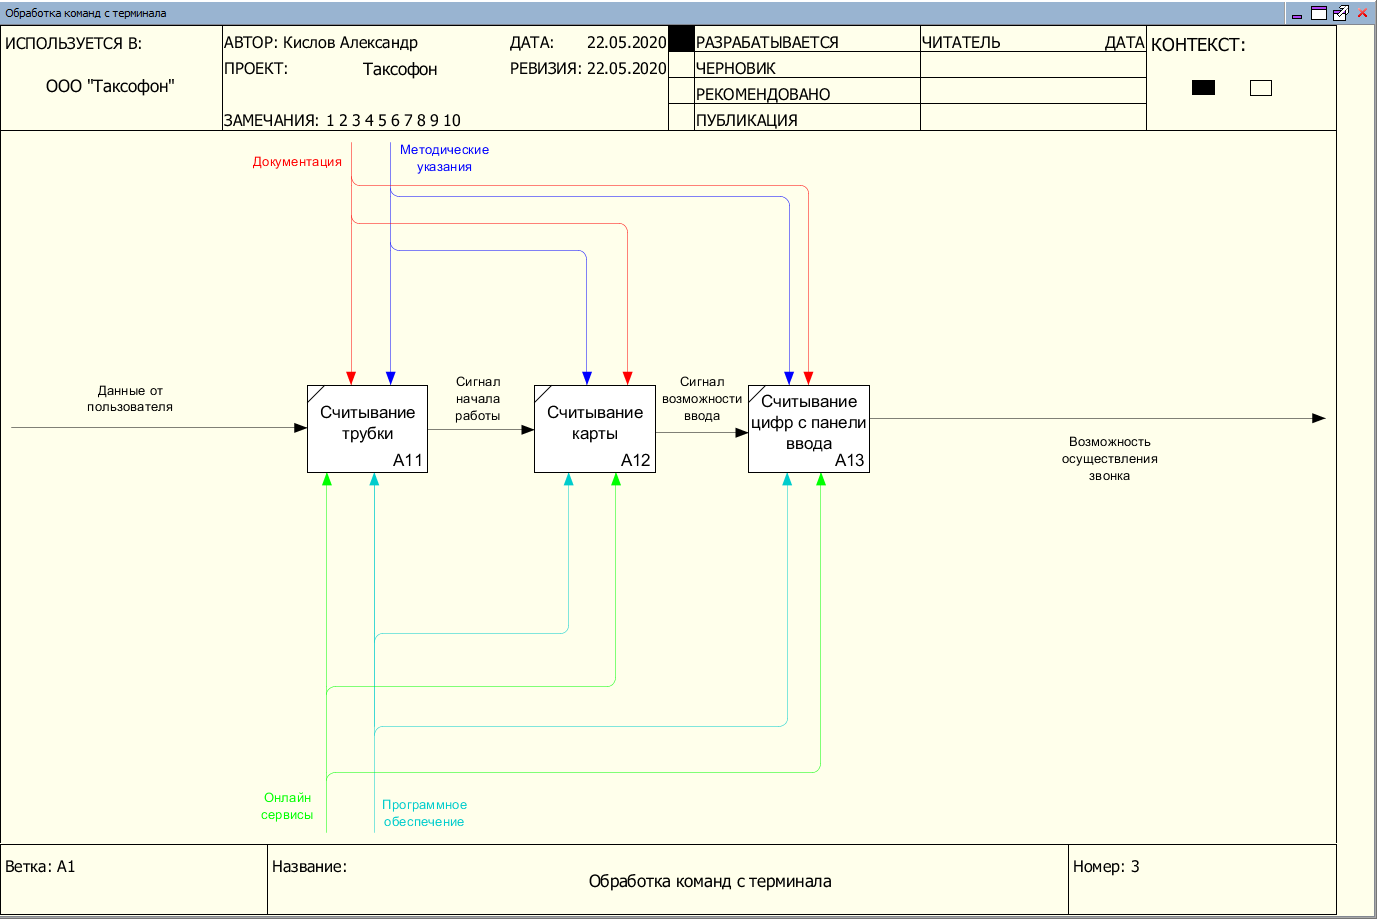 Обработка команд с терминала
ИСПОЛЬЗУЕТСЯ В:
ООО "Таксофон"
АВТОР: Кислов Александр
ДАТА: 22.05.2020
ПРОЕКТ: Таксофон
РЕВИЗИЯ: 22.05.2020
ЗАМЕЧАНИЯ: 1 2 3 4 5 6 7 8 9 10
РАЗРАБАТЫВАЕТСЯ
ЧЕРНОВИК
РЕКОМЕНДОВАНО
ПУБЛИКАЦИЯ
ЧИТАТЕЛЬ ДАТА
КОНТЕКСТ:
Документация
Методические
указания
Данные от
пользователя
Считывание
трубки
A11
Сигнал
начала
работы
Считывание
карты
A12
Сигнал
возможности
ввода
Считывание
цифр с панели
ввода
A13
Возможность
осуществления
звонка
Онлайн
сервисы
Программное
обеспечение
Ветка: A1
Название:
Обработка команд с терминала
Номер: 3